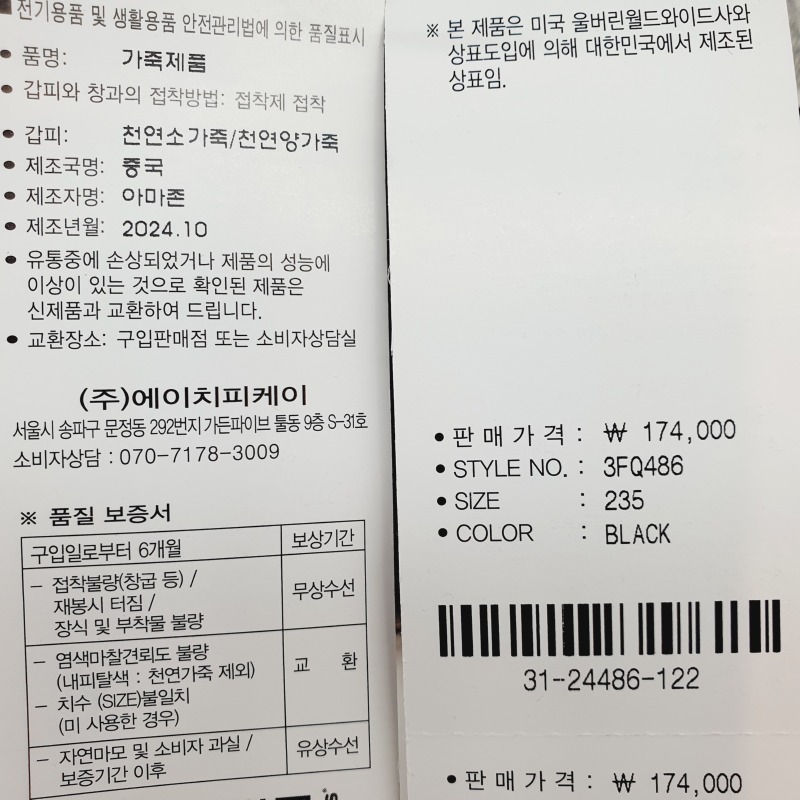 전기용품 및 생활용품 안전관리법에 의한 품질표시
• 품명: 가죽제품
• 갑피와 창과의 접착방법: 접착제 접착
• 갑피: 천연소가죽/천연양가죽
• 제조국명: 중국
• 제조자명: 아마존
• 제조년월: 2024.10
• 유통중에 손상되었거나 제품의 성능에
이상이 있는 것으로 확인된 제품은
신제품과 교환하여 드립니다.
• 교환장소: 구입판매점 또는 소비자상담실
(주)에이치피케이
서울시 송파구 문정동 292번지 가든파이브 툴동 9층 S-31호
소비자상담 : 070-7178-3009
※ 품질 보증서
구입일로부터 6개월 보상기간
– 접착불량(창굽 등) /
재봉시 터짐 /
장식 및 부착물 불량
무상수선
– 염색마찰견뢰도 불량
(내피탈색 : 천연가죽 제외)
– 치수 (SIZE)불일치
(미 사용한 경우)
교 환
– 자연마모 및 소비자 과실 /
보증기간 이후
유상수선
※ 본 제품은 미국 울버린월드와이드사와
상표도입에 의해 대한민국에서 제조된
상표임.
• 판매가격 : ₩ 174,000
• STYLE NO. : 3FQ486
• SIZE : 235
• COLOR : BLACK
31-24486-122
• 판매가격 : ₩ 174,000